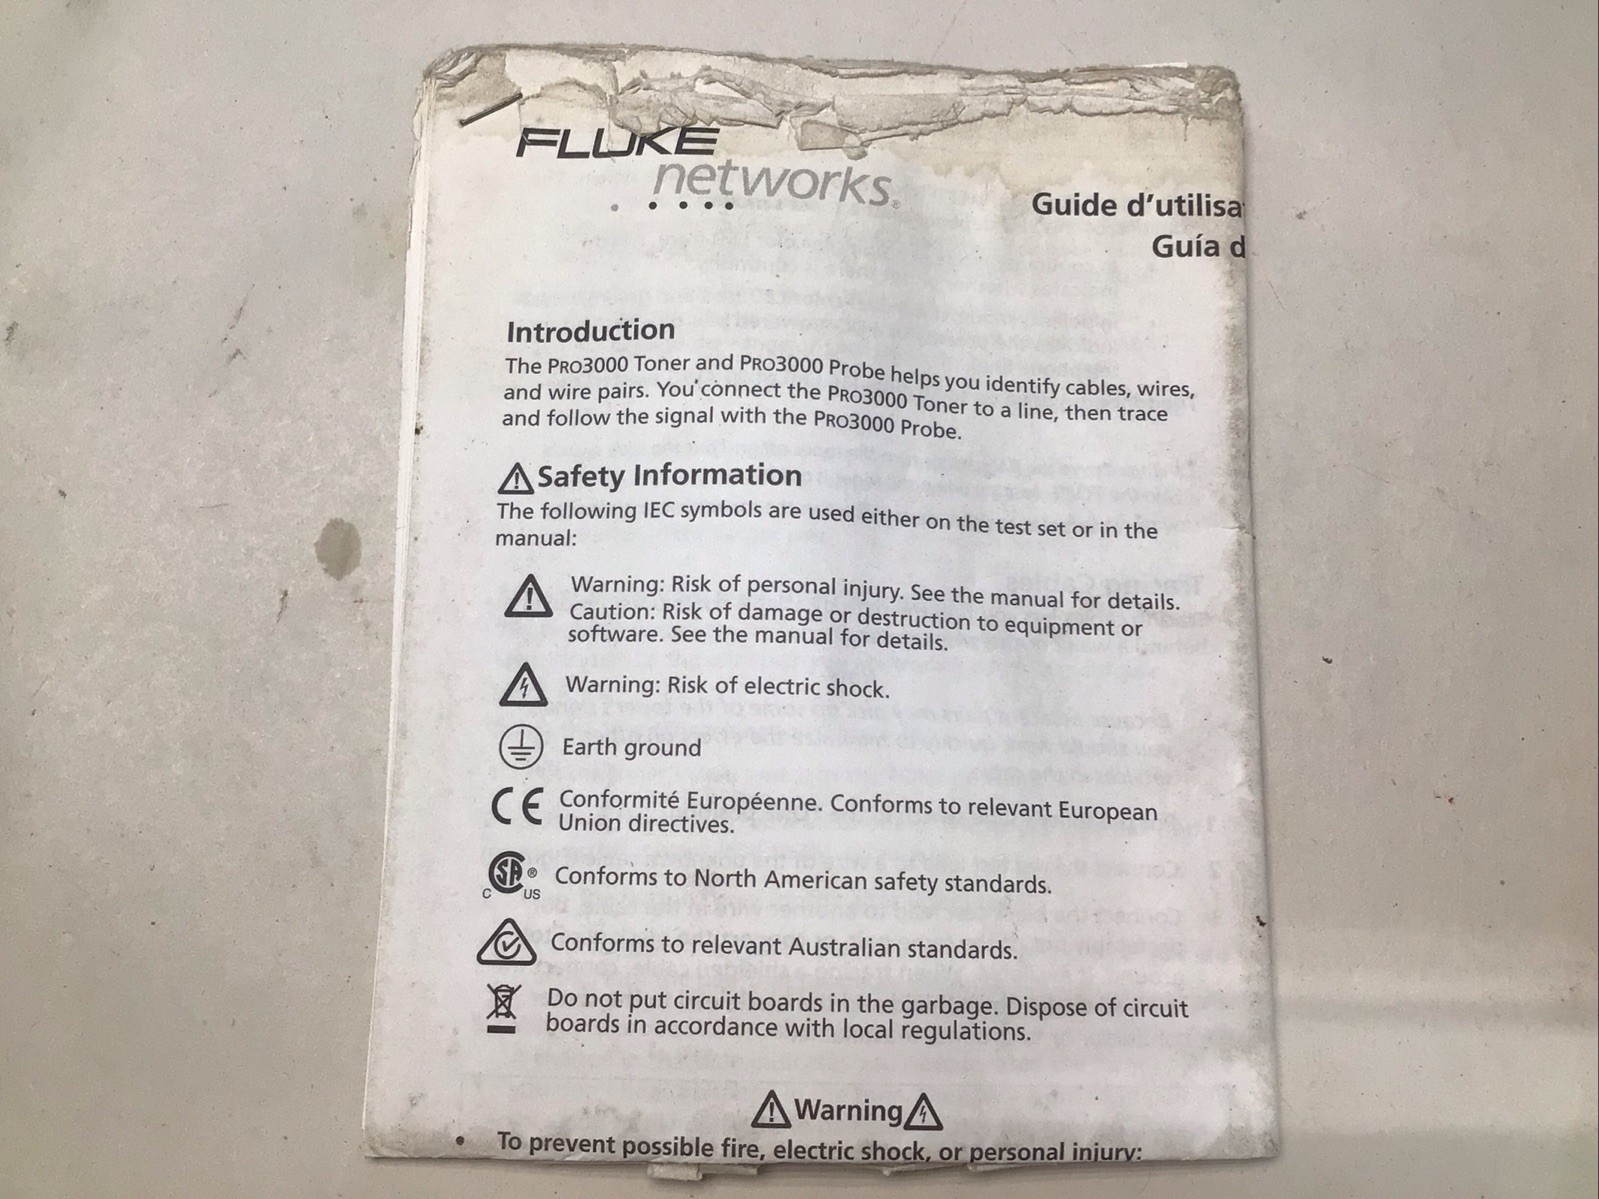 FLUKE
networks®
Guide d'utilisa
Guía d
Introduction
The PRO3000 Toner and PRO3000 Probe helps you identify cables, wires,
and wire pairs. You connect the PRO3000 Toner to a line, then trace
and follow the signal with the PRO3000 Probe.
Safety Information
The following IEC symbols are used either on the test set or in the
manual:
Warning: Risk of personal injury. See the manual for details.
Caution: Risk of damage or destruction to equipment or
software. See the manual for details.
Warning: Risk of electric shock.
Earth ground
CE Conformité Européenne. Conforms to relevant European
Union directives.
C SA ® US Conforms to North American safety standards.
Conforms to relevant Australian standards.
Do not put circuit boards in the garbage. Dispose of circuit
boards in accordance with local regulations.
Warning
• To prevent possible fire, electric shock, or personal injury: